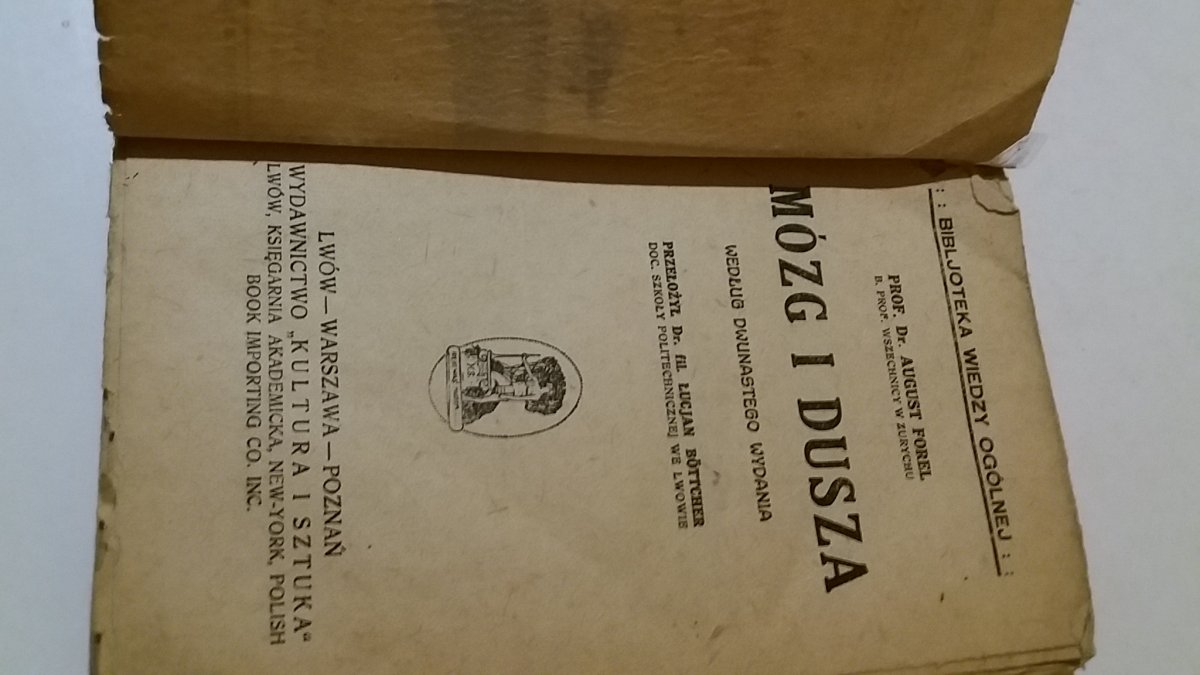 : : BIBLJOTEKA WIEDZY OGÓLNEJ : :
PROF. Dr. AUGUST FOREL
B. PROF. WSZECHNICY W ZURYCHU
MÓZG I DUSZA
WEDŁUG DWUNASTEGO WYDANIA
PRZEŁOŻYŁ Dr. fil. ŁUCJAN BÖTTCHER
DOC. SZKOŁY POLITECHNICZNEJ WE LWOWIE
LWÓW — WARSZAWA — POZNAŃ
WYDAWNICTWO „KULTURA I SZTUKA“
LWÓW, KSIĘGARNIA AKADEMICKA, NEW-YORK, POLISH
BOOK IMPORTING CO. INC.